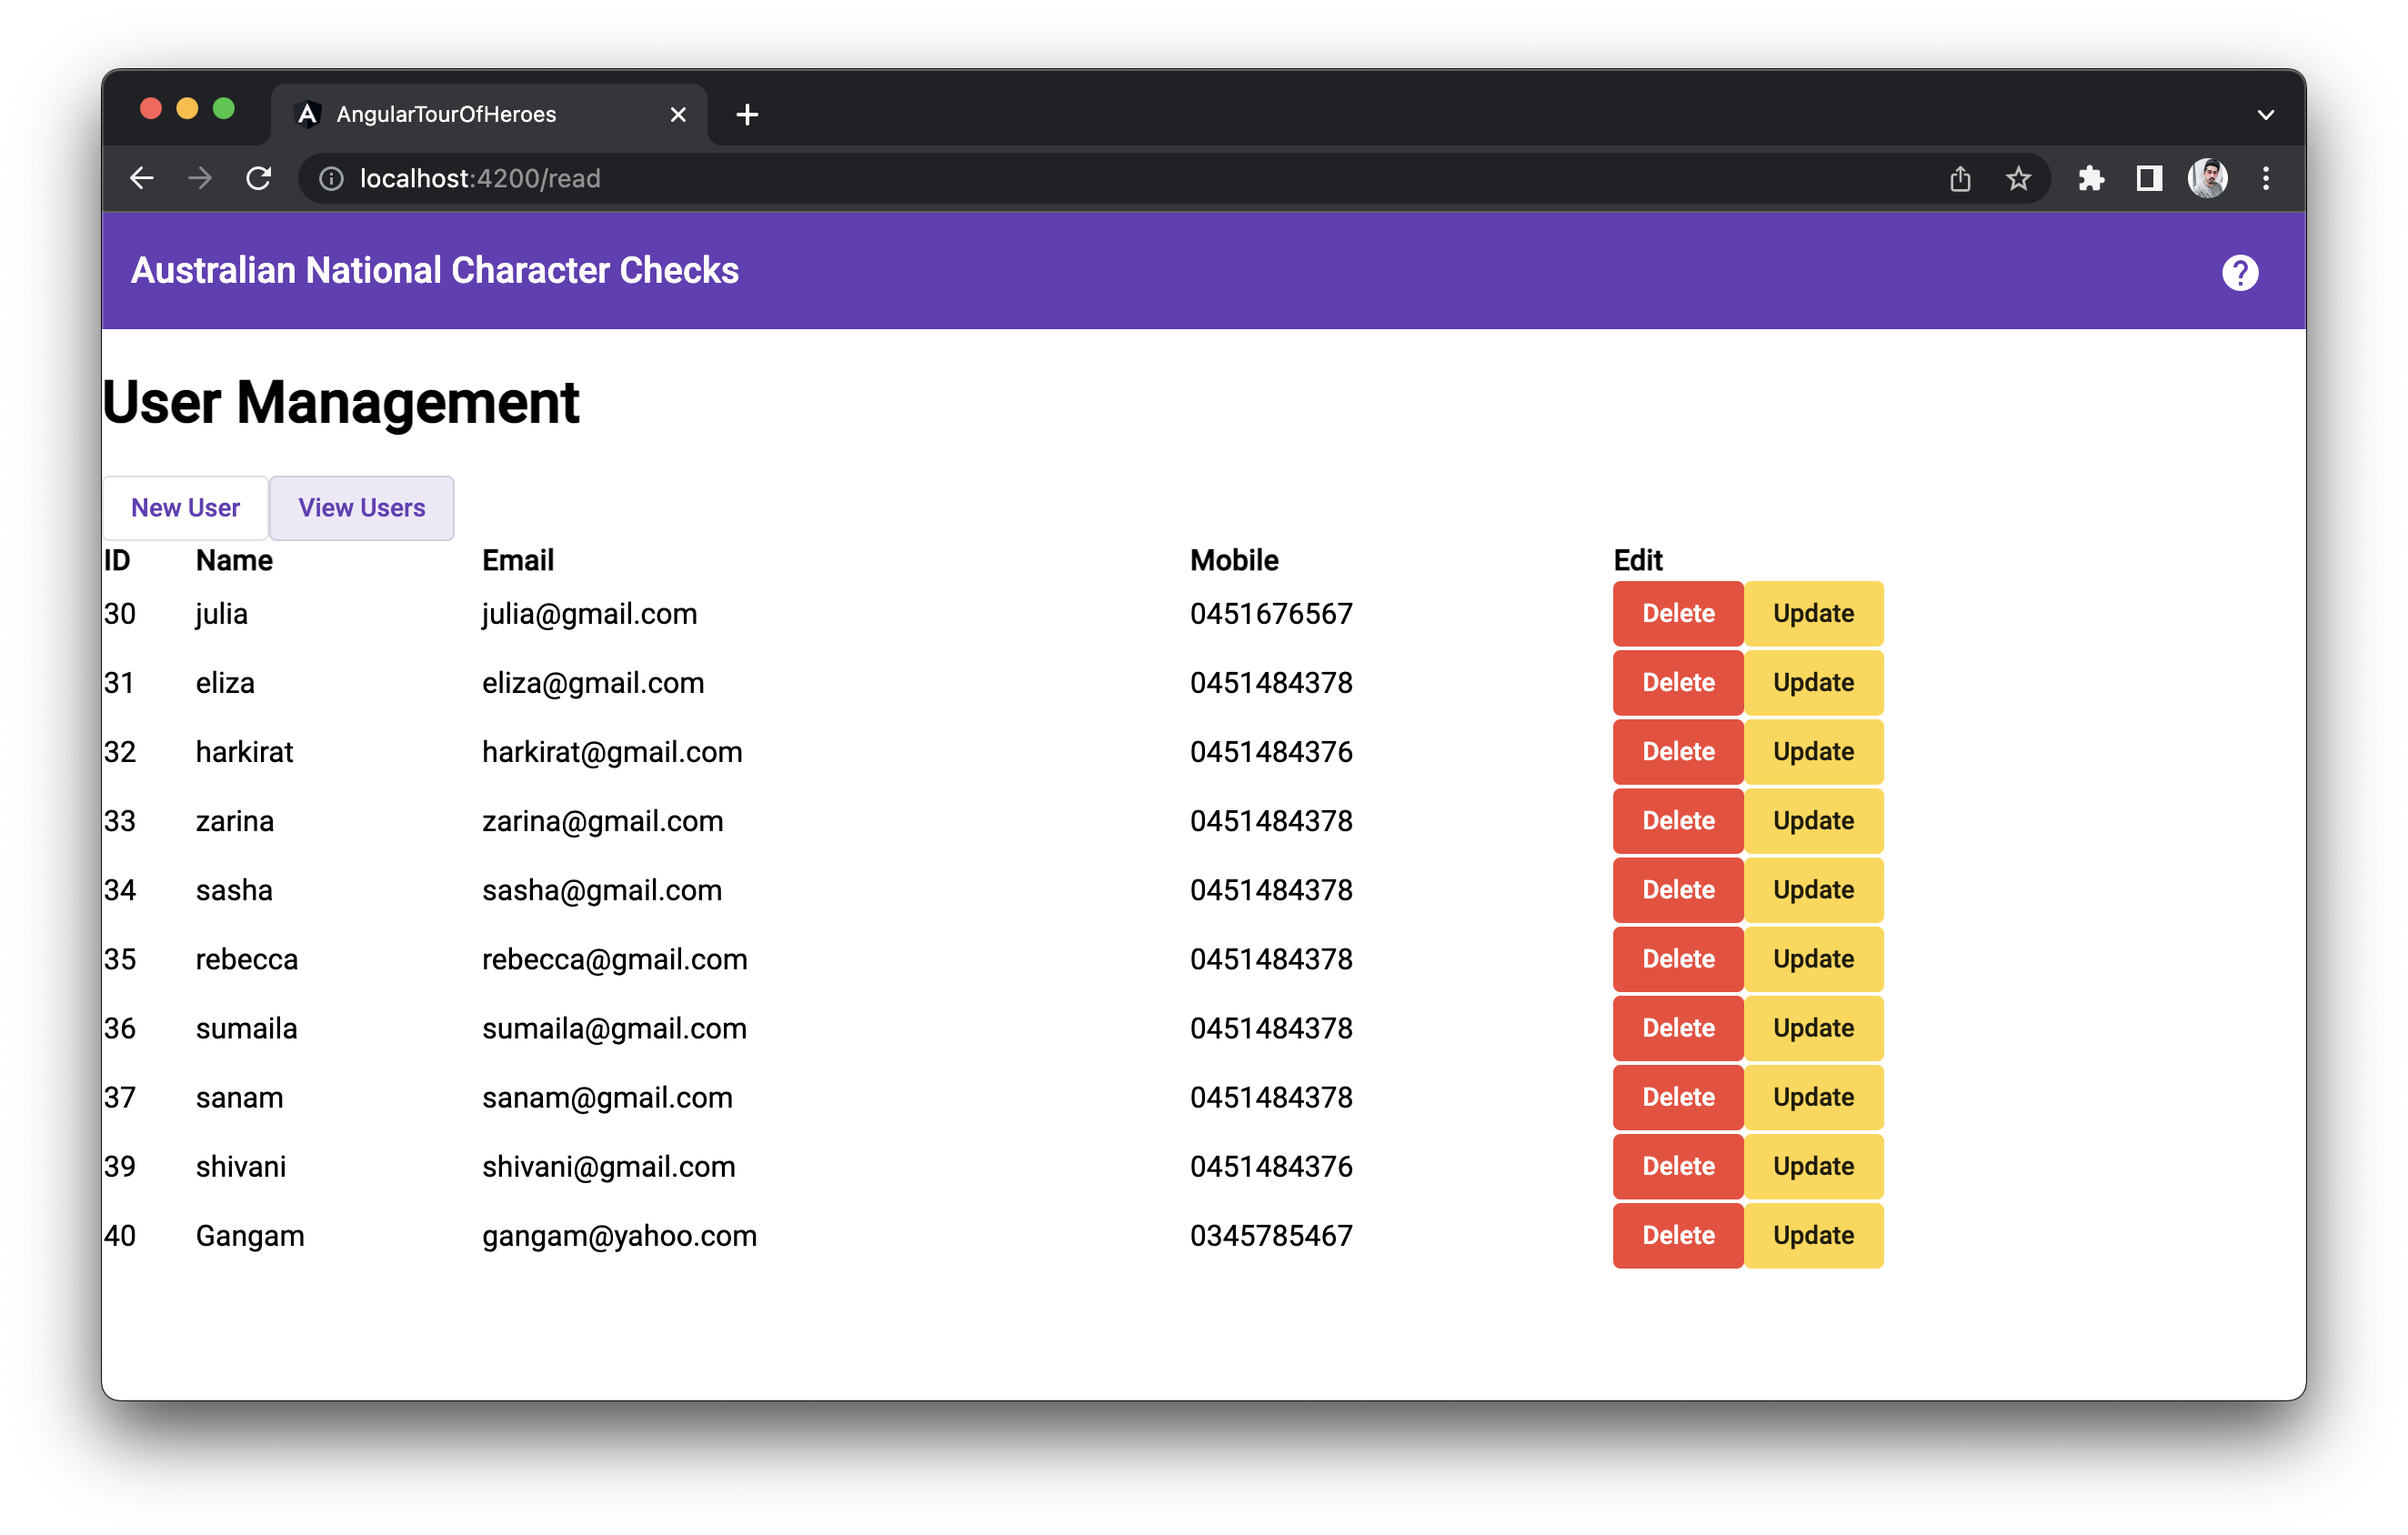 AngularTourOfHeroes
localhost:4200/read
Australian National Character Checks
User Management
New User View Users
ID Name Email Mobile Edit
30 julia julia@gmail.com 0451676567 Delete Update
31 eliza eliza@gmail.com 0451484378 Delete Update
32 harkirat harkirat@gmail.com 0451484376 Delete Update
33 zarina zarina@gmail.com 0451484378 Delete Update
34 sasha sasha@gmail.com 0451484378 Delete Update
35 rebecca rebecca@gmail.com 0451484378 Delete Update
36 sumaila sumaila@gmail.com 0451484378 Delete Update
37 sanam sanam@gmail.com 0451484378 Delete Update
39 shivani shivani@gmail.com 0451484376 Delete Update
40 Gangam gangam@yahoo.com 0345785467 Delete Update